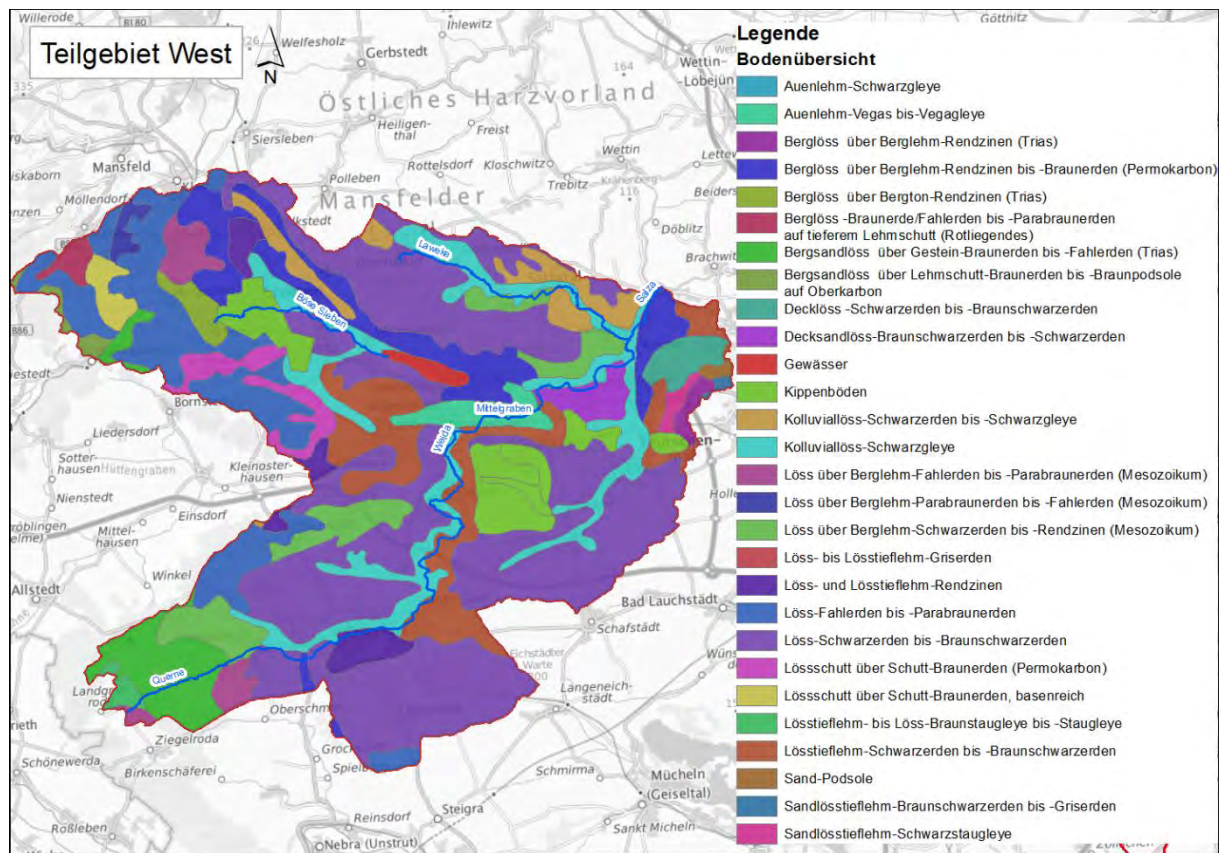 Teilgebiet West
N
Willerode
R180
Welfesholz
Gerbstedt
Ihlewitz
Göttnitz
164
Wettin-
Löbejün
335
Östliches Harzvorland
Siersleben
Heiligen-
thal
Freist
Mansfeld
Rottelsdorf
Kloschwitz
Wettin
Lettew
Möllendorf
Polleben
Trebitz
Kranenberg
116
Beiders
Mansfelder
Döblitz
Brachwit
Laweke
Salza
Böse Sieben
B86
Mittelgraben
Weida
Liedersdorf
Hüttengraben
Sotter-
hausen
Kleinoster-
hausen
Nienstedt
Einsdorf
Mittel-
hausen
Holle
Winkel
Allstedt
Bad Lauchstädt
Schafstädt
Eichstädter
Warte
Querne
Langeneich-
städt
Oberschm
Ziegelroda
Birkenschäferei
Schönewerda
Schmirma
Mücheln
(Geiseltal)
Steigra
Reinsdorf
Roßleben
Nebra (Unstrut)
Sankt Micheln
Legende
Bodenübersicht
Auenlehm-Schwarzgleye
Auenlehm-Vegas bis-Vegagleye
Berglöss über Berglehm-Rendzinen (Trias)
Berglöss über Berglehm-Rendzinen bis -Braunerden (Permokarbon)
Berglöss über Bergton-Rendzinen (Trias)
Berglöss -Braunerde/Fahlerden bis -Parabraunerden
auf tieferem Lehmschutt (Rotliegendes)
Bergsandlöss über Gestein-Braunerden bis -Fahlerden (Trias)
Bergsandlöss über Lehmschutt-Braunerden bis -Braunpodsole
auf Oberkarbon
Decklöss -Schwarzerden bis -Braunschwarzerden
Decksandlöss-Braunschwarzerden bis -Schwarzerden
Gewässer
Kippenböden
Kolluviallöss-Schwarzerden bis -Schwarzgleye
Kolluviallöss-Schwarzgleye
Löss über Berglehm-Fahlerden bis -Parabraunerden (Mesozoikum)
Löss über Berglehm-Parabraunerden bis -Fahlerden (Mesozoikum)
Löss über Berglehm-Schwarzerden bis -Rendzinen (Mesozoikum)
Löss- bis Lösstieflehm-Griserden
Löss- und Lösstieflehm-Rendzinen
Löss-Fahlerden bis -Parabraunerden
Löss-Schwarzerden bis -Braunschwarzerden
Lössschutt über Schutt-Braunerden (Permokarbon)
Lössschutt über Schutt-Braunerden, basenreich
Lösstieflehm- bis Löss-Braunstaugleye bis -Staugleye
Lösstieflehm-Schwarzerden bis -Braunschwarzerden
Sand-Podsole
Sandlösstieflehm-Braunschwarzerden bis -Griserden
Sandlösstieflehm-Schwarzstaugleye